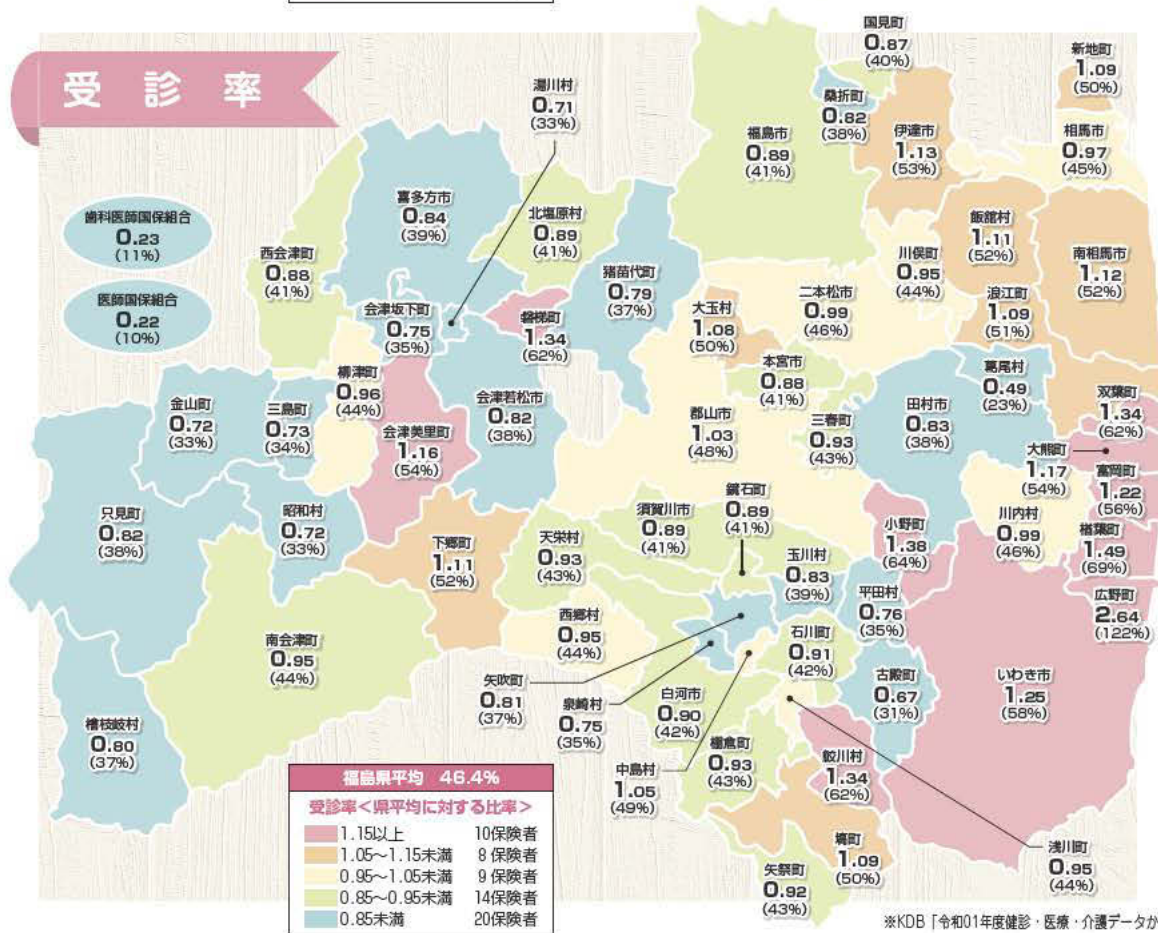 受診率
国見町
0.87
(40%)
新地町
1.09
(50%)
湯川村
0.71
(33%)
桑折町
0.82
(38%)
福島市
0.89
(41%)
伊達市
1.13
(53%)
相馬市
0.97
(45%)
歯科医師国保組合
0.23
(11%)
医師国保組合
0.22
(10%)
喜多方市
0.84
(39%)
北塩原村
0.89
(41%)
西会津町
0.88
(41%)
猪苗代町
0.79
(37%)
飯舘村
1.11
(52%)
川俣町
0.95
(44%)
南相馬市
1.12
(52%)
二本松市
0.99
(46%)
浪江町
1.09
(51%)
会津坂下町
0.75
(35%)
磐梯町
1.34
(62%)
大玉村
1.08
(50%)
本宮市
0.88
(41%)
葛尾村
0.49
(23%)
柳津町
0.96
(44%)
金山町
0.72
(33%)
三島町
0.73
(34%)
会津美里町
1.16
(54%)
会津若松市
0.82
(38%)
郡山市
1.03
(48%)
三春町
0.93
(43%)
田村市
0.83
(38%)
双葉町
1.34
(62%)
大熊町
1.17
(54%)
富岡町
1.22
(56%)
只見町
0.82
(38%)
昭和村
0.72
(33%)
下郷町
1.11
(52%)
天栄村
0.93
(43%)
須賀川市
0.89
(41%)
鏡石町
0.89
(41%)
小野町
1.38
(64%)
川内村
0.99
(46%)
楢葉町
1.49
(69%)
玉川村
0.83
(39%)
平田村
0.76
(35%)
広野町
2.64
(122%)
南会津町
0.95
(44%)
西郷村
0.95
(44%)
石川町
0.91
(42%)
古殿町
0.67
(31%)
いわき市
1.25
(58%)
矢吹町
0.81
(37%)
泉崎村
0.75
(35%)
白河市
0.90
(42%)
檜枝岐村
0.80
(37%)
中島村
1.05
(49%)
棚倉町
0.93
(43%)
鮫川村
1.34
(62%)
塙町
1.09
(50%)
浅川町
0.95
(44%)
矢祭町
0.92
(43%)
福島県平均 46.4%
受診率<県平均に対する比率>
1.15以上 10保険者
1.05~1.15未満 8保険者
0.95~1.05未満 9保険者
0.85~0.95未満 14保険者
0.85未満 20保険者
※KDB「令和01年度健診・医療・介護データか